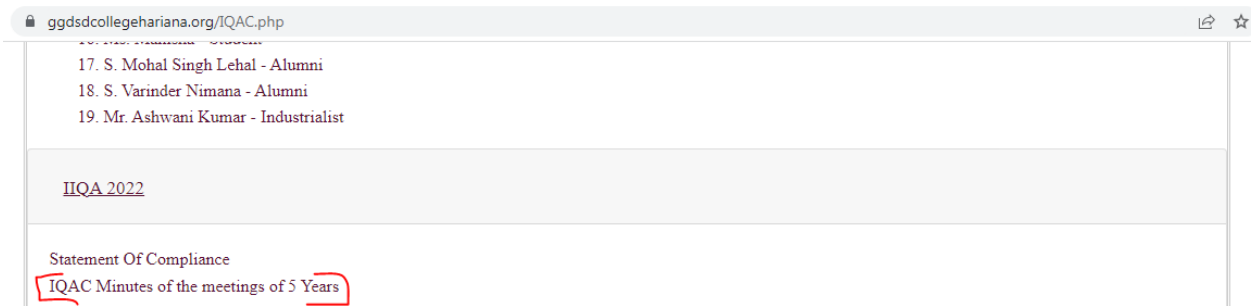 ggdsdcollegehariana.org/IQAC.php
17. S. Mohal Singh Lehal - Alumni
18. S. Varinder Nimana - Alumni
19. Mr. Ashwani Kumar - Industrialist
IIQA 2022
Statement Of Compliance
IQAC Minutes of the meetings of 5 Years